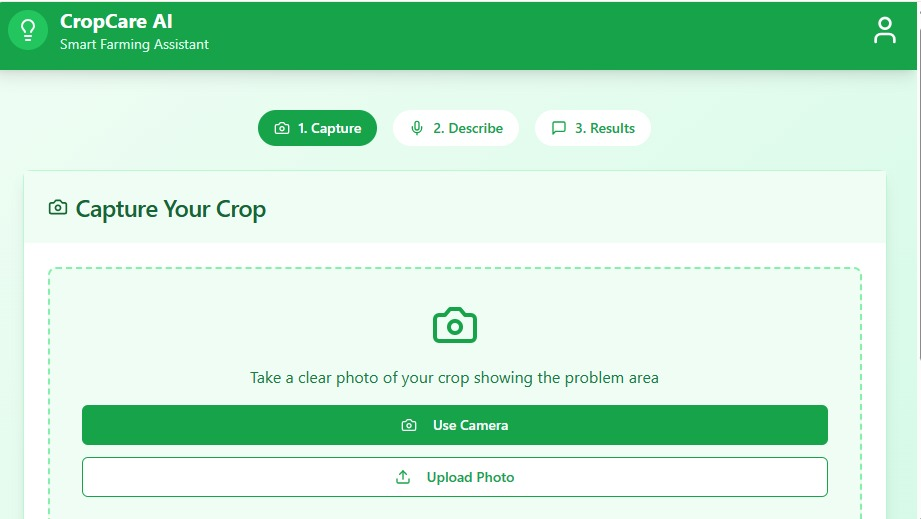 CropCare AI
Smart Farming Assistant
1. Capture
2. Describe
3. Results
Capture Your Crop
Take a clear photo of your crop showing the problem area
Use Camera
Upload Photo